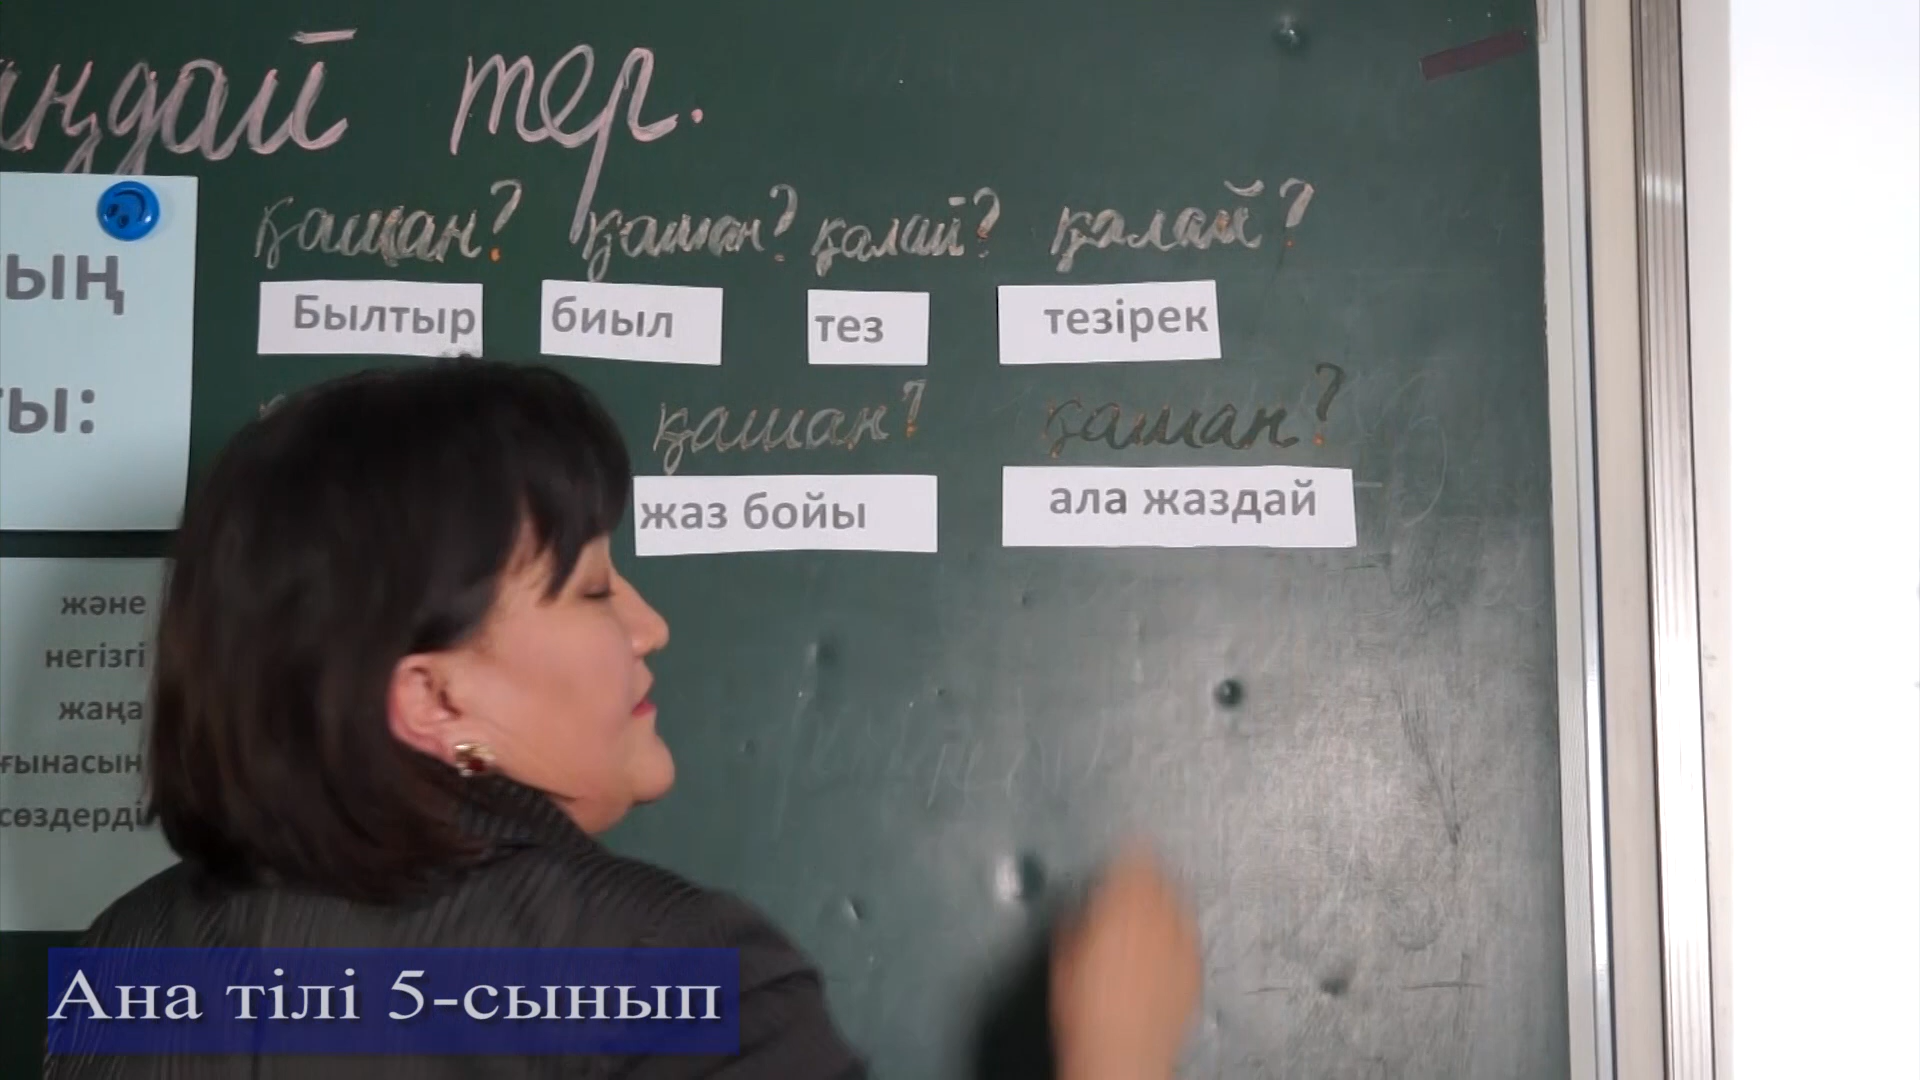 тер.
қашан? қашан? қалай? қалай?
Былтыр биыл тез тезірек
қашан? қашан?
жаз бойы ала жаздай
ың
ты:
және
негізгі
жаңа
ғынасын
сөздерді
Ана тілі 5-сынып